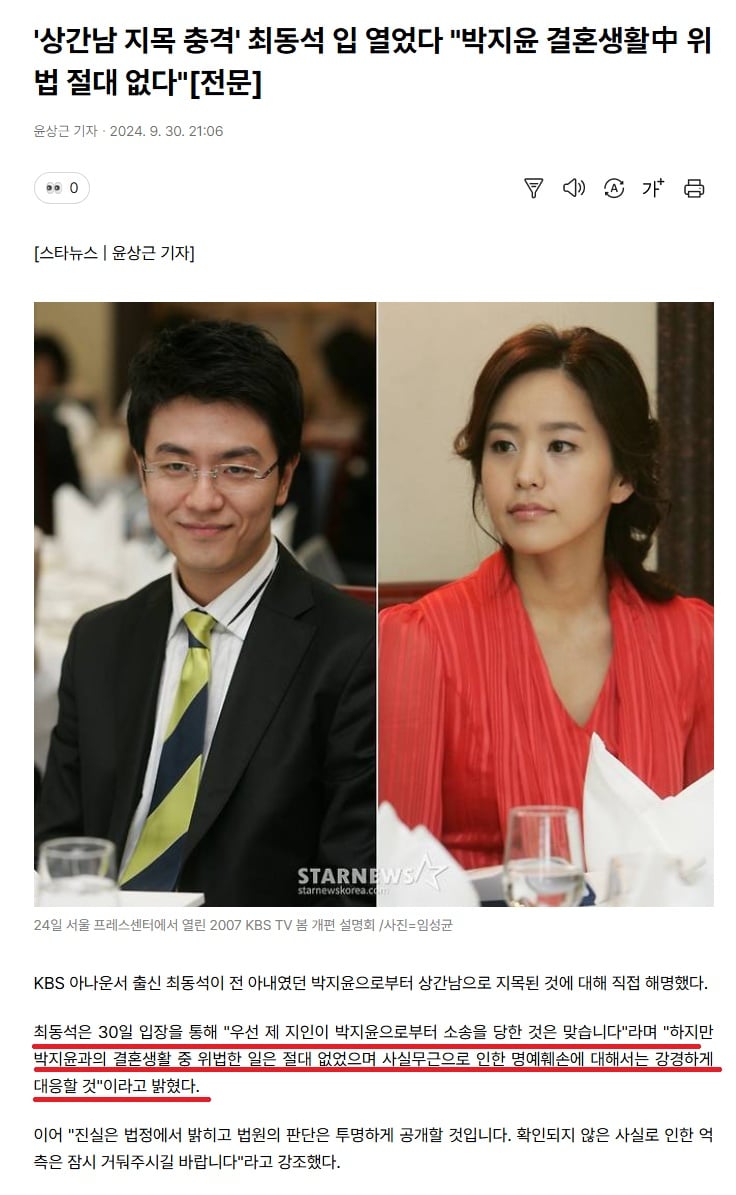 '상간남 지목 충격' 최동석 입 열었다 "박지윤 결혼생활中 위
법 절대 없다"[전문]
윤상근 기자 · 2024. 9. 30. 21:06
0
가+
[스타뉴스 | 윤상근 기자]
STARNEWS
starnewskorea.com
24일 서울 프레스센터에서 열린 2007 KBS TV 봄 개편 설명회 /사진=임성균
KBS 아나운서 출신 최동석이 전 아내였던 박지윤으로부터 상간남으로 지목된 것에 대해 직접 해명했다.
최동석은 30일 입장을 통해 "우선 제 지인이 박지윤으로부터 소송을 당한 것은 맞습니다"라며 "하지만
박지윤과의 결혼생활 중 위법한 일은 절대 없었으며 사실무근으로 인한 명예훼손에 대해서는 강경하게
대응할 것"이라고 밝혔다.
이어 "진실은 법정에서 밝히고 법원의 판단은 투명하게 공개할 것입니다. 확인되지 않은 사실로 인한 억
측은 잠시 거둬주시길 바랍니다"라고 강조했다.